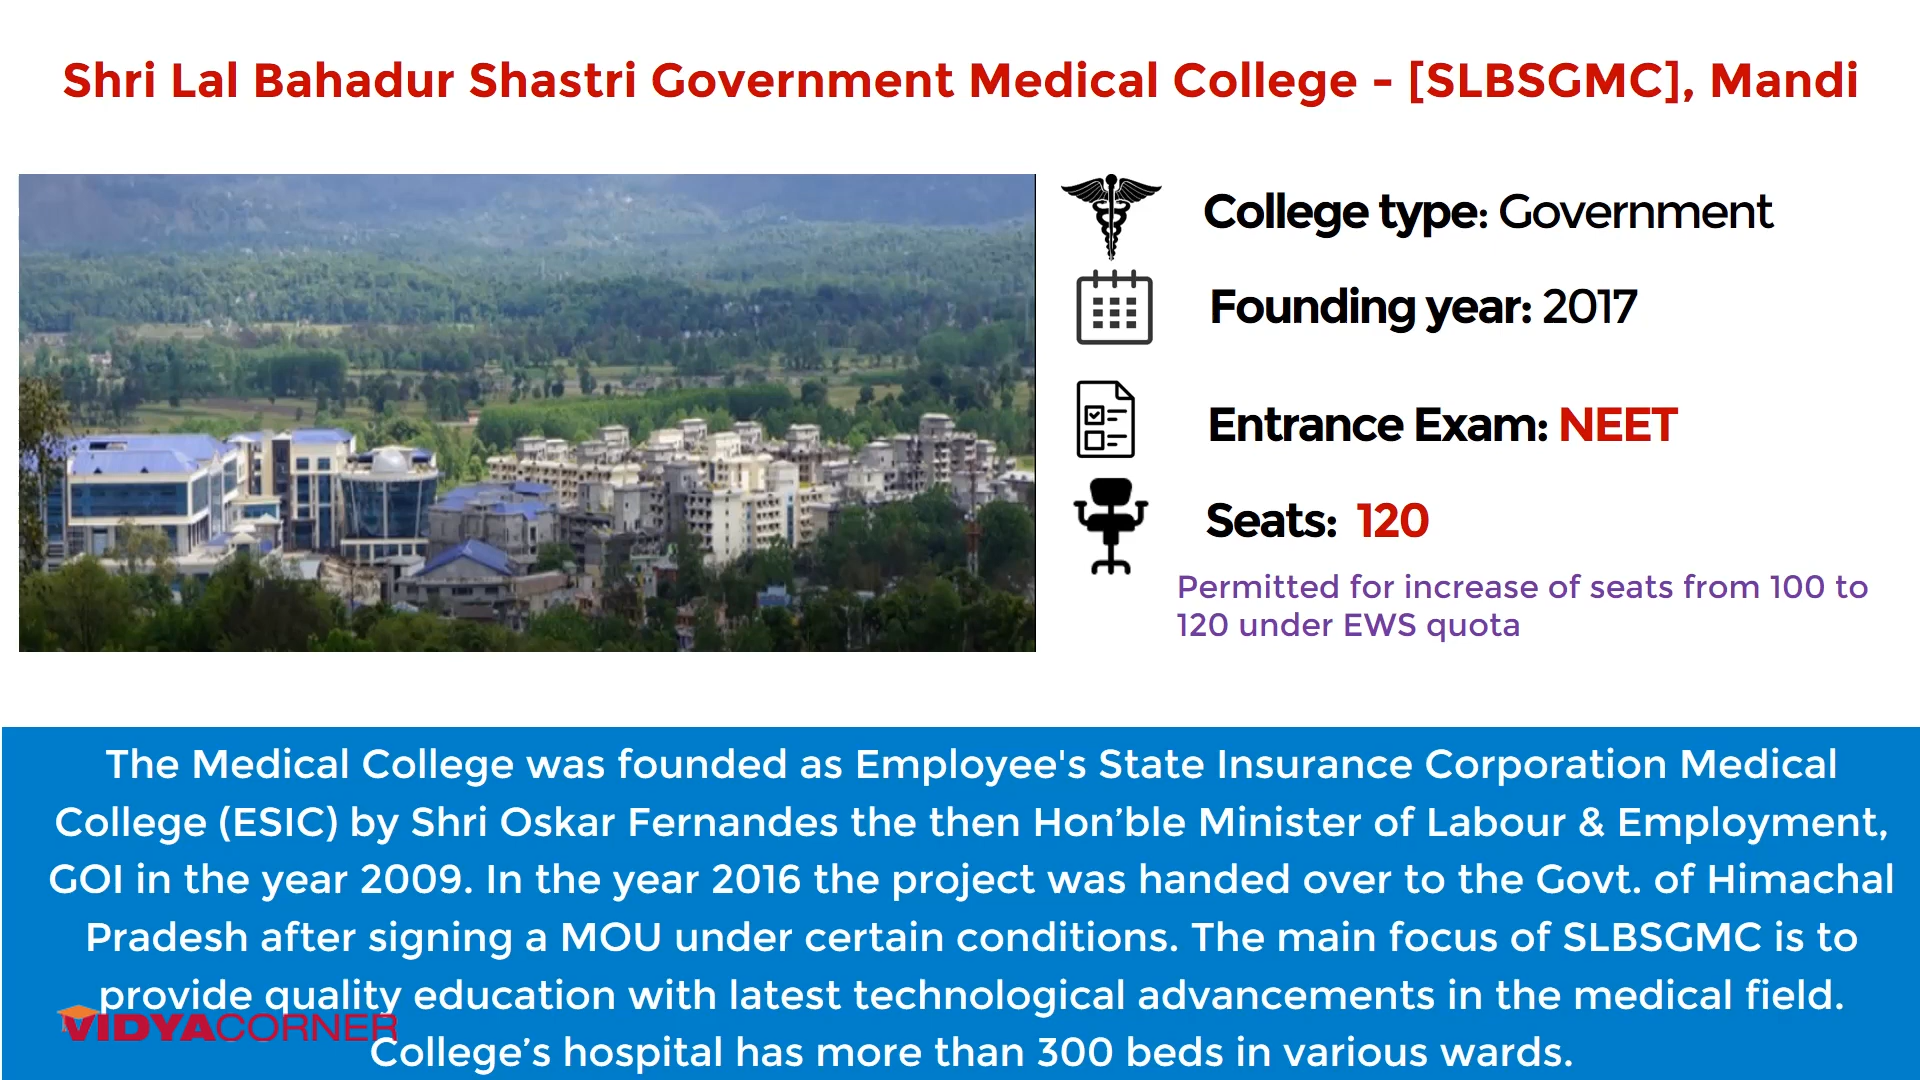 Shri Lal Bahadur Shastri Government Medical College - [SLBSGMC], Mandi
College type: Government
Founding year: 2017
Entrance Exam: NEET
Seats: 120
Permitted for increase of seats from 100 to
120 under EWS quota
The Medical College was founded as Employee's State Insurance Corporation Medical
College (ESIC) by Shri Oskar Fernandes the then Hon’ble Minister of Labour & Employment,
GOI in the year 2009. In the year 2016 the project was handed over to the Govt. of Himachal
Pradesh after signing a MOU under certain conditions. The main focus of SLBSGMC is to
provide quality education with latest technological advancements in the medical field.
VIDYACORNER
College’s hospital has more than 300 beds in various wards.